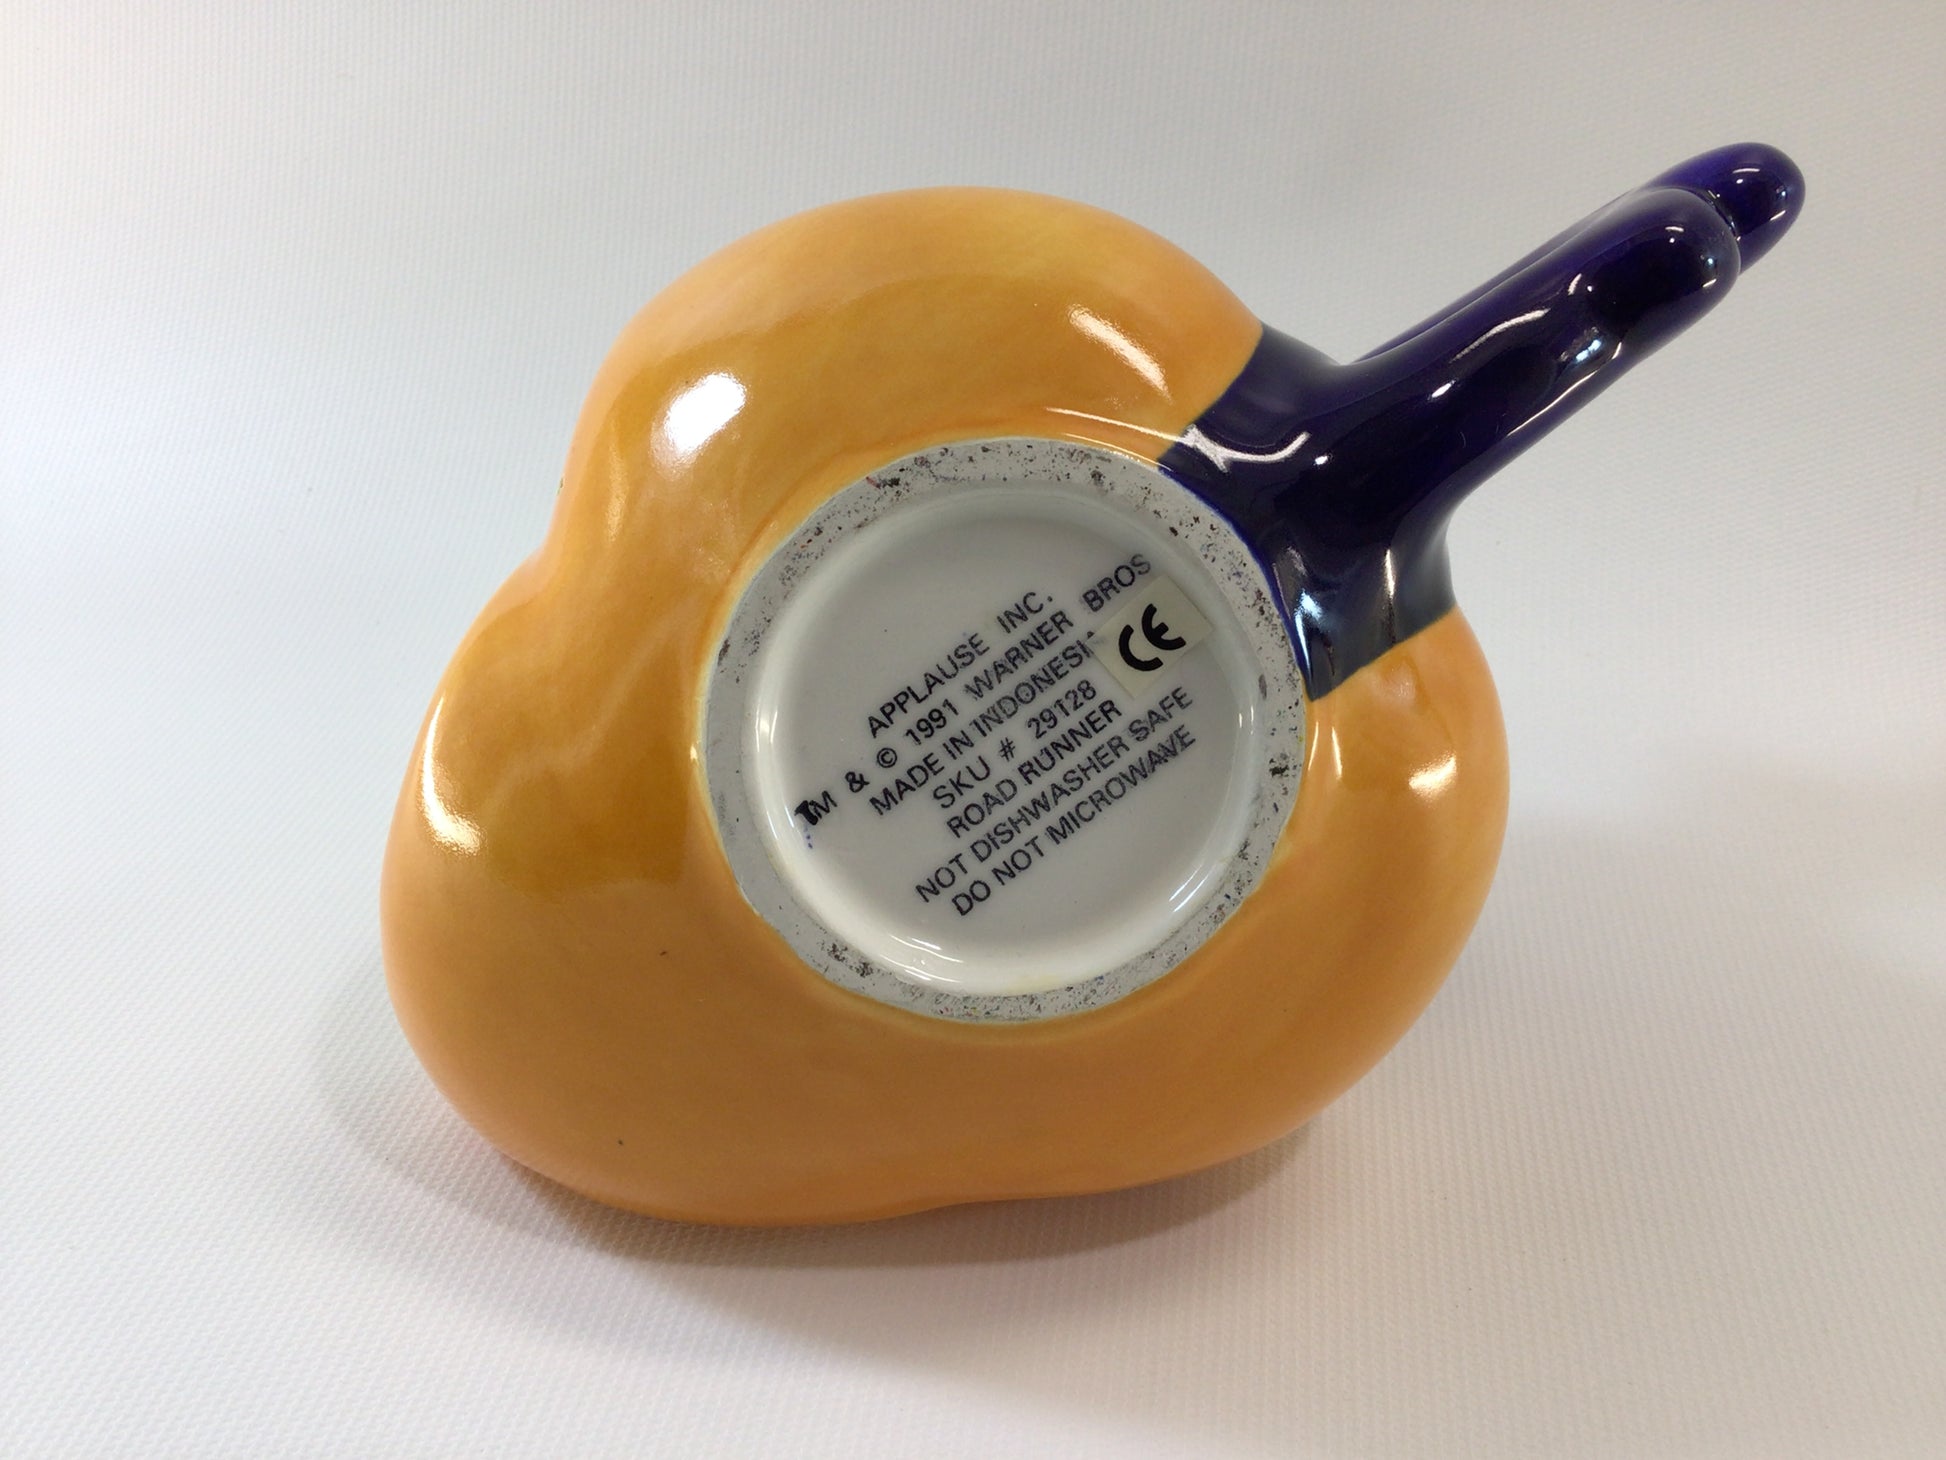 APPLAUSE INC.
TM & © 1991 WARNER BROS
MADE IN INDONESI
SKU # 29128
ROAD RUNNER
NOT DISHWASHER SAFE
DO NOT MICROWAVE
CE